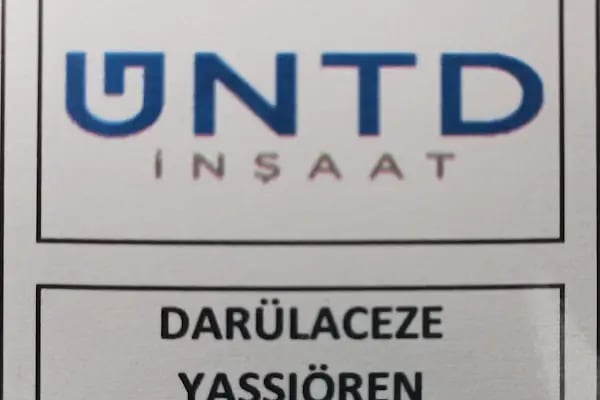 UNTD
İNŞAAT
DARÜLACEZE
YASSIÖREN